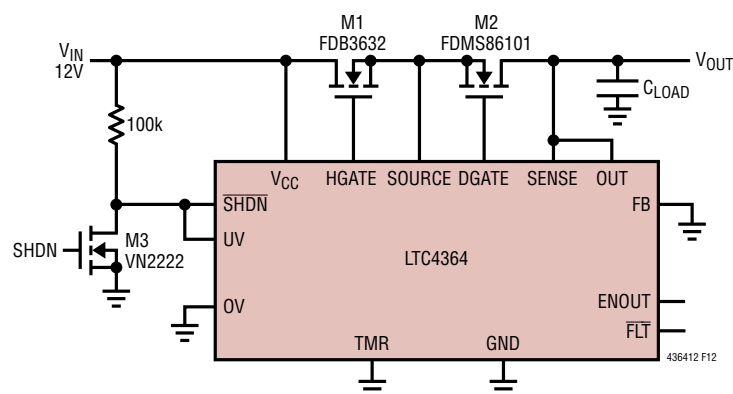 M1
FDB3632
M2
FDMS86101
VIN
12V
VOUT
CLOAD
100k
VCC
HGATE
SOURCE
DGATE
SENSE
OUT
SHDN
FB
SHDN
M3
VN2222
UV
LTC4364
OV
ENOUT
FLT
TMR
GND
436412 F12